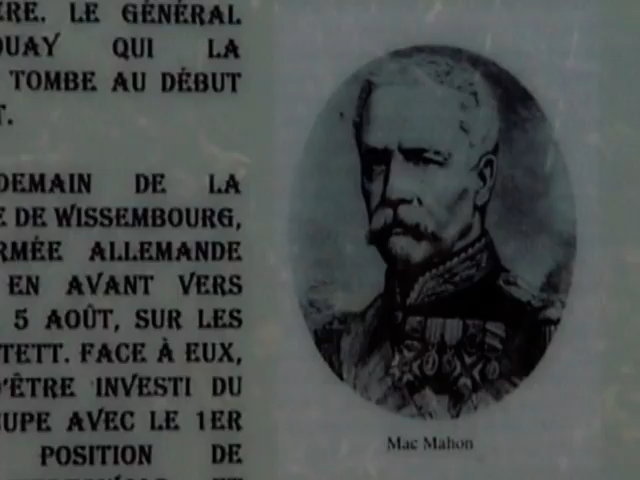 ÈRE. LE GÉNÉRAL
OUAY QUI LA
TOMBE AU DÉBUT
T.
DEMAIN DE LA
E DE WISSEMBOURG,
RMÉE ALLEMANDE
EN AVANT VERS
5 AOÛT, SUR LES
TETT. FACE À EUX,
D'ÊTRE INVESTI DU
UPE AVEC LE 1ER
POSITION DE
Mac Mahon